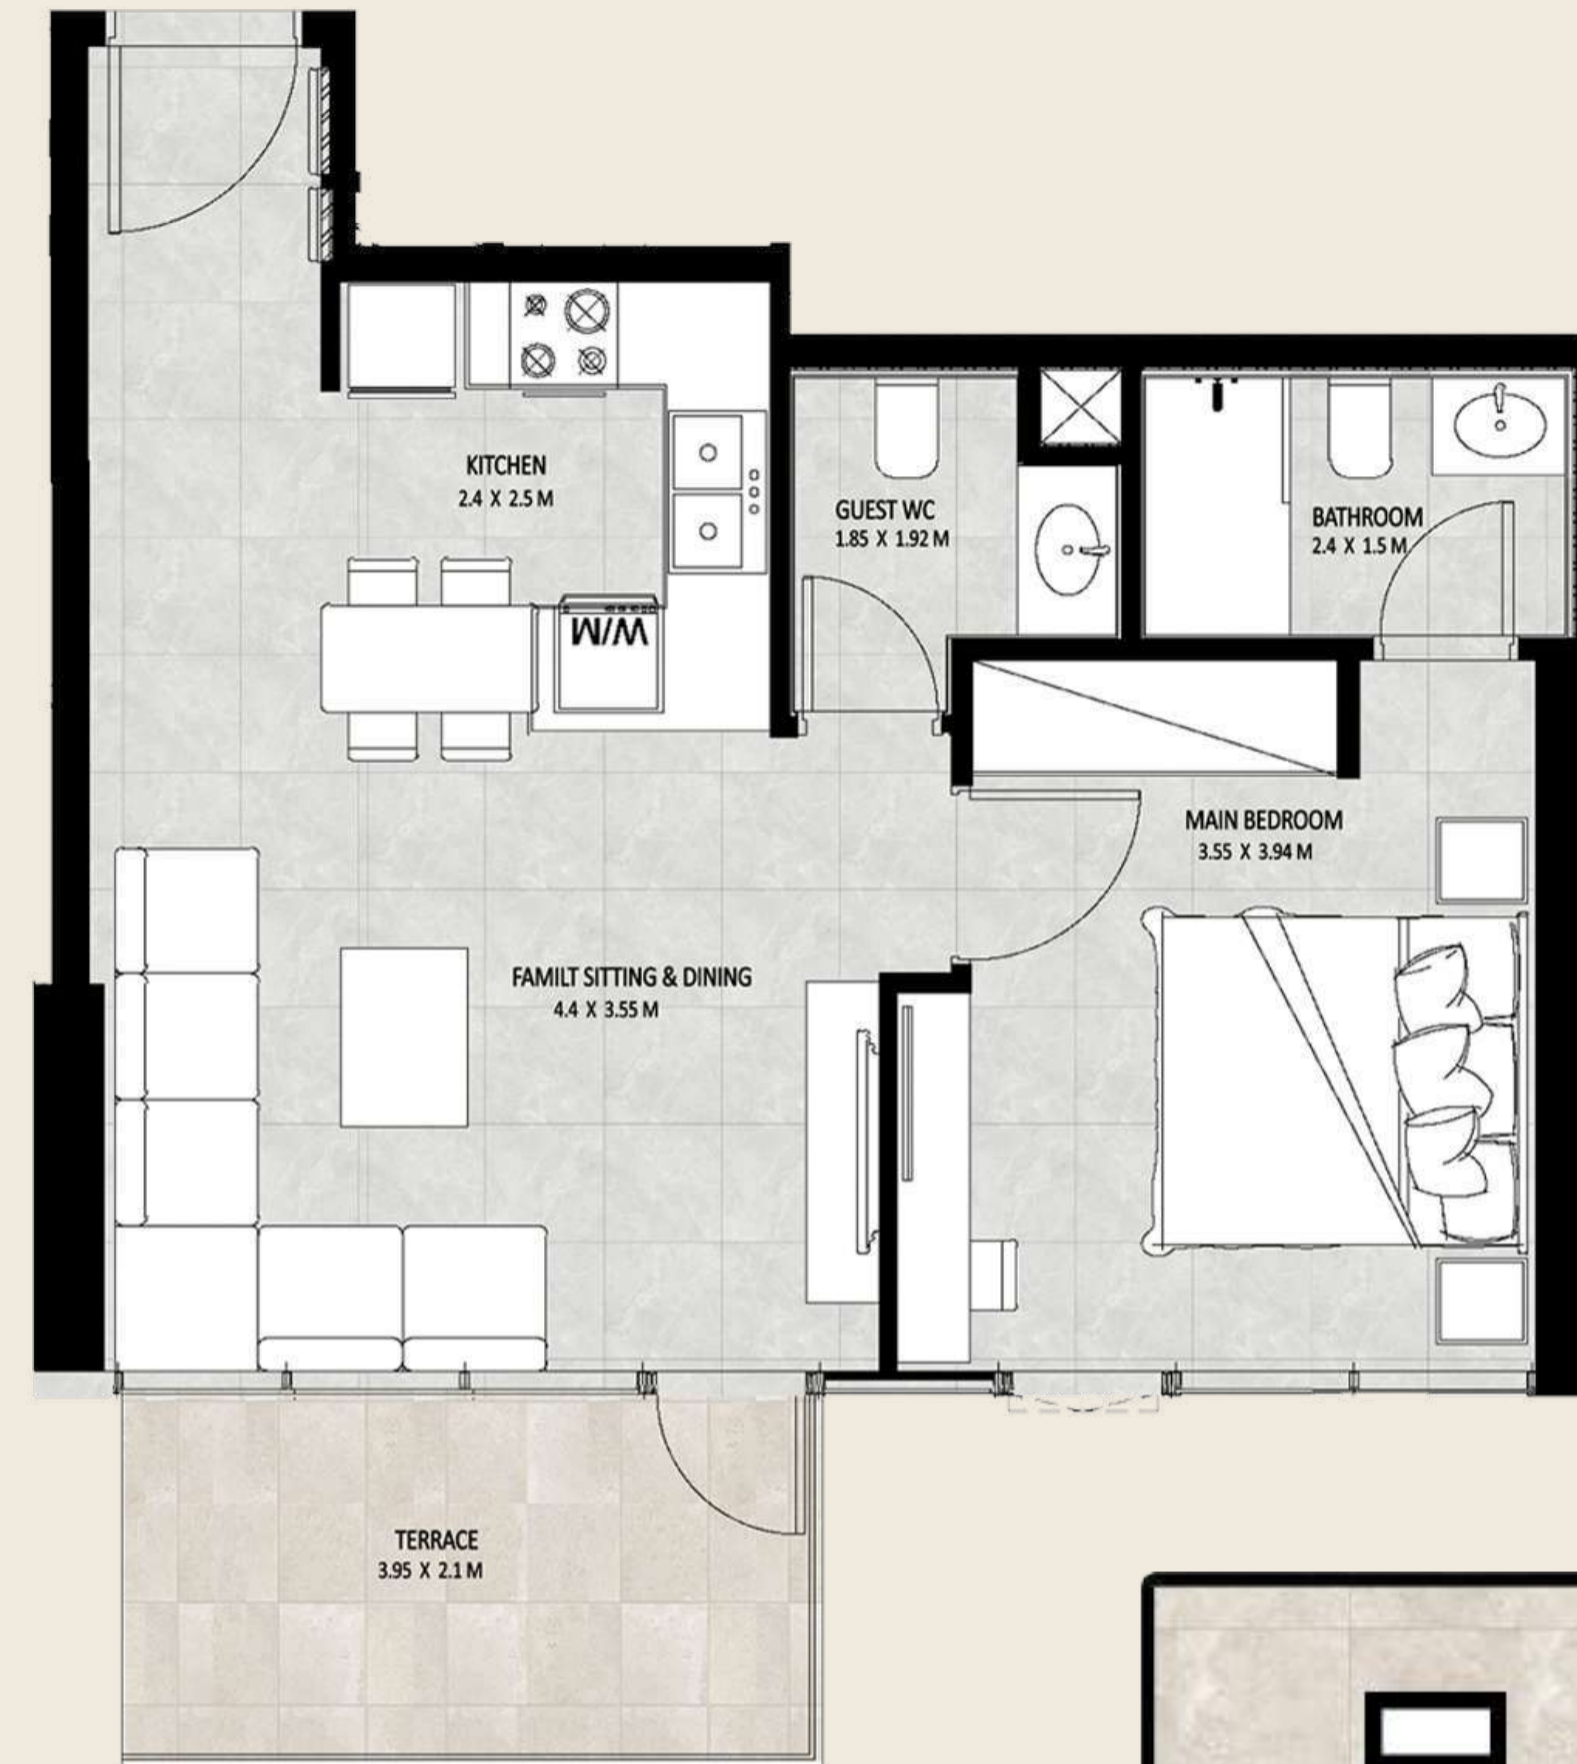 KITCHEN
2.4 X 2.5 M
GUEST WC
1.85 X 1.92 M
BATHROOM
2.4 X 1.5 M
W/M
MAIN BEDROOM
3.55 X 3.94 M
FAMILT SITTING & DINING
4.4 X 3.55 M
TERRACE
3.95 X 2.1 M